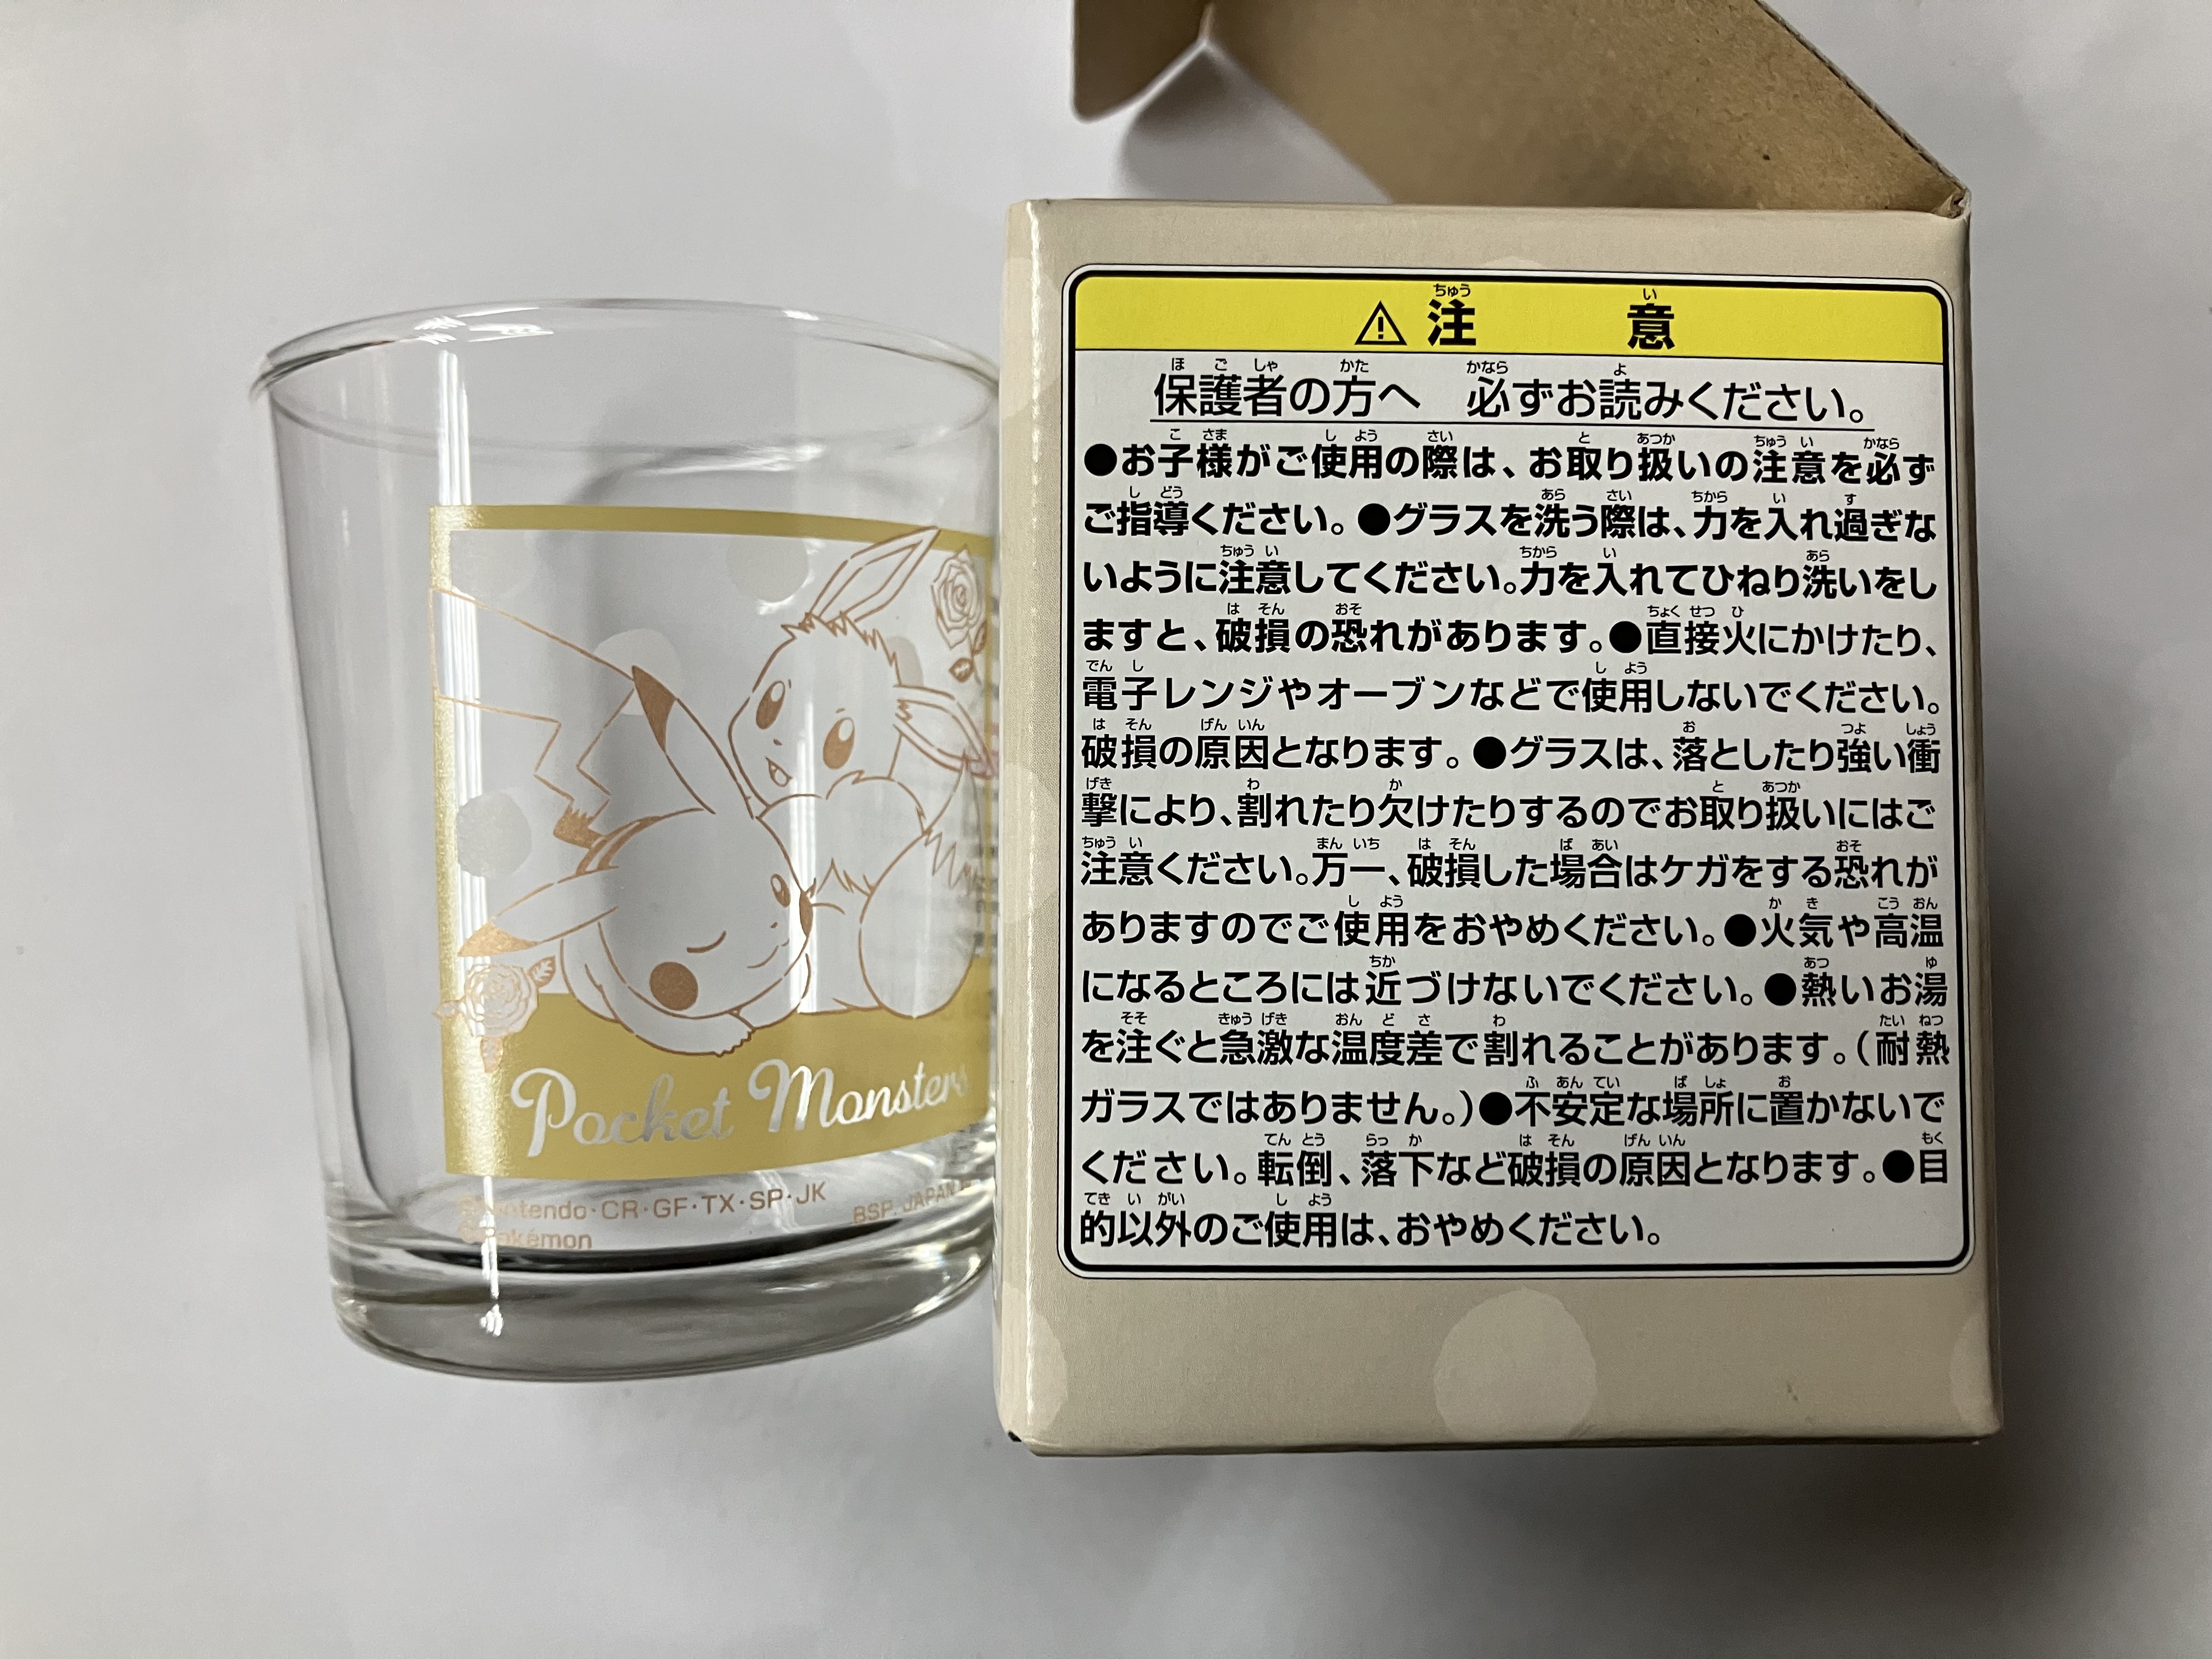 Pocket Monsters
ntendo・CR・GF・TX・SP・JK
okémon
BSP. JAPAN
⚠注意
保護者の方へ 必ずお読みください。
●お子様がご使用の際は、お取り扱いの注意を必ず
ご指導ください。●グラスを洗う際は、力を入れ過ぎな
いように注意してください。力を入れてひねり洗いをし
ますと、破損の恐れがあります。●直接火にかけたり、
電子レンジやオーブンなどで使用しないでください。
破損の原因となります。●グラスは、落としたり強い衝
撃により、割れたり欠けたりするのでお取り扱いにはご
注意ください。万一、破損した場合はケガをする恐れが
ありますのでご使用をおやめください。●火気や高温
になるところには近づけないでください。●熱いお湯
を注ぐと急激な温度差で割れることがあります。(耐熱
ガラスではありません。)●不安定な場所に置かないで
ください。転倒、落下など破損の原因となります。●目
的以外のご使用は、おやめください。